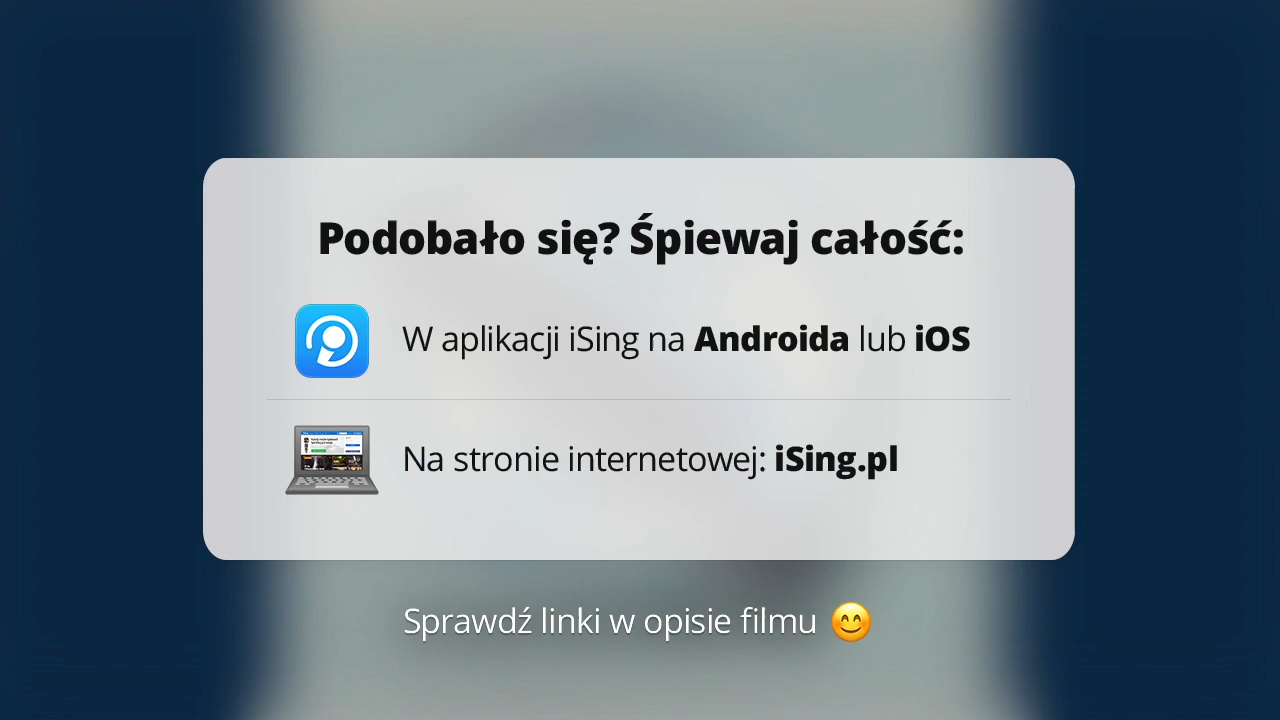 Podobało się? Śpiewaj całość:
W aplikacji iSing na Androida lub iOS
Na stronie internetowej: iSing.pl
Sprawdź linki w opisie filmu 😊